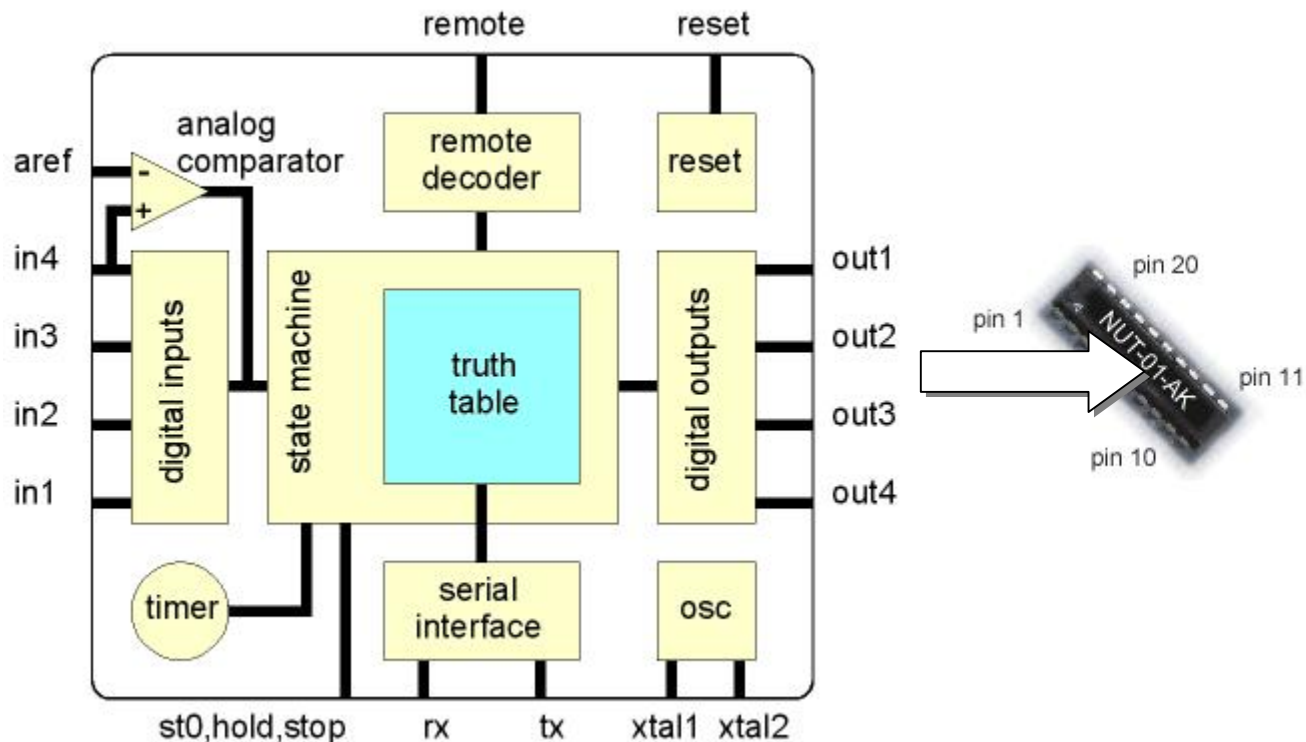 remote
reset
analog
comparator
aref
-
+
remote
decoder
reset
in4
in3
in2
in1
digital inputs
state machine
truth
table
digital outputs
out1
out2
out3
out4
pin 20
pin 1
NUT-01-AK
pin 11
pin 10
timer
serial
interface
osc
st0,hold,stop
rx
tx
xtal1
xtal2